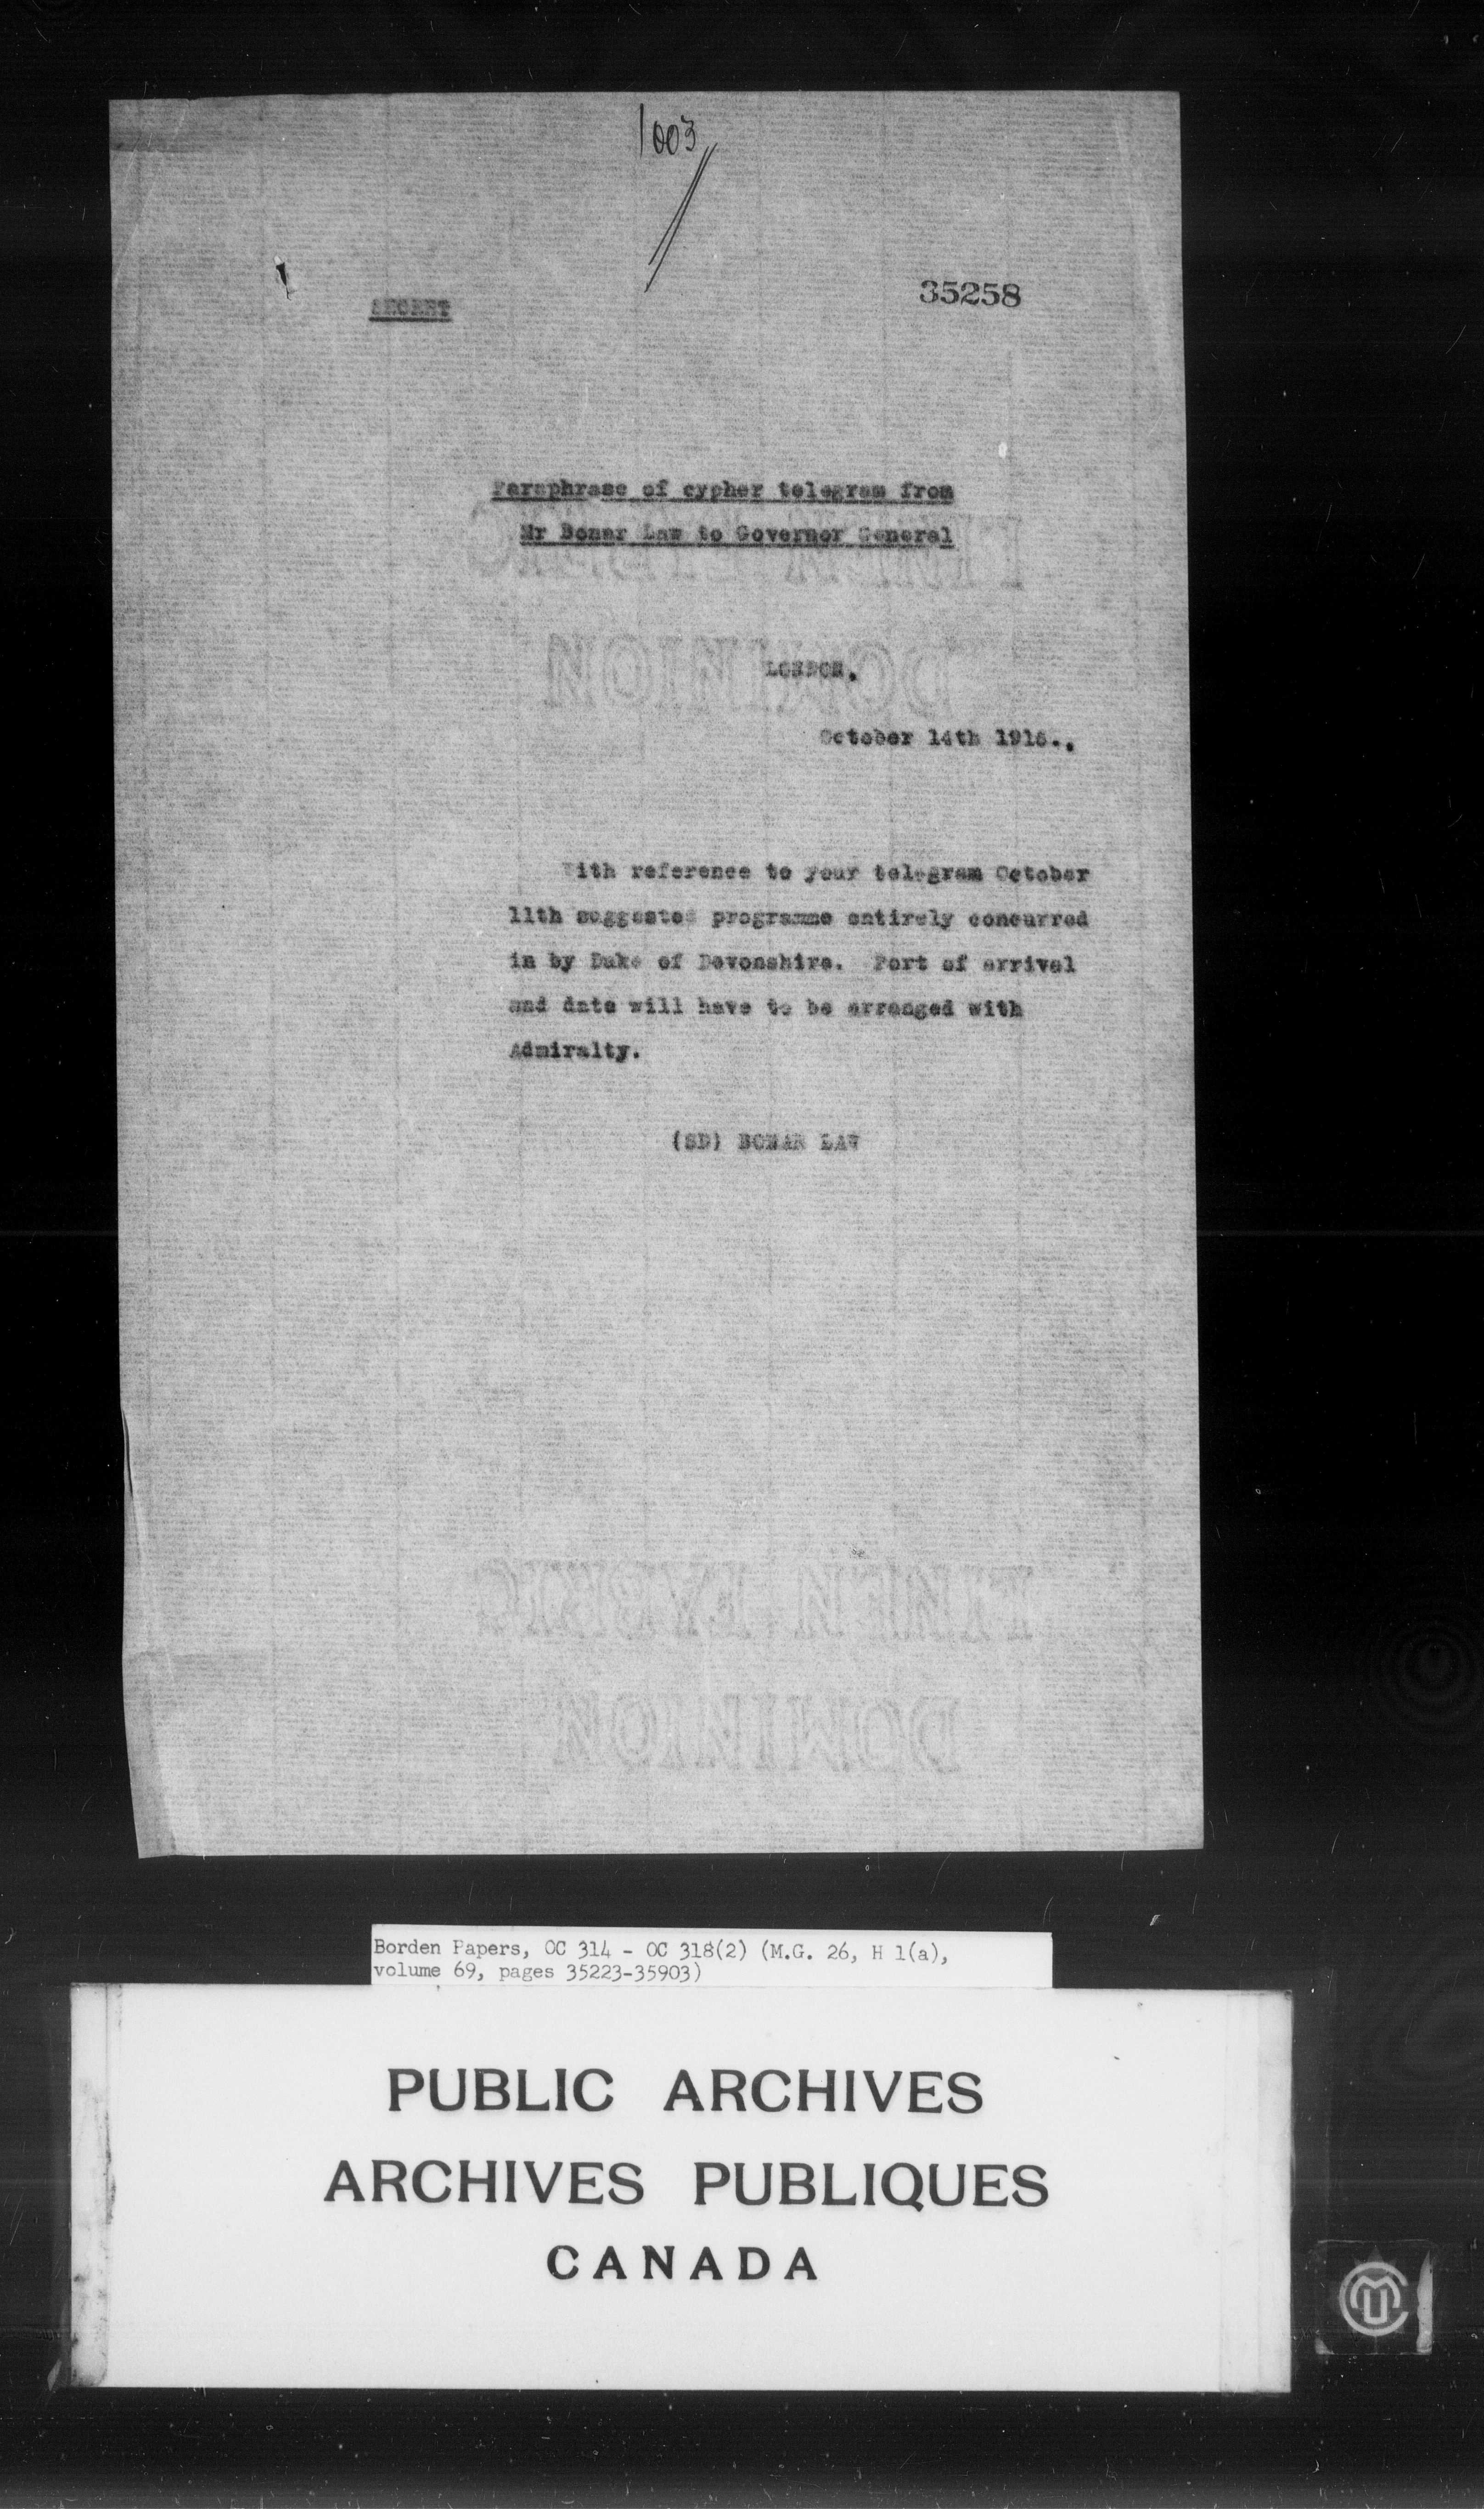 1003
35258
SECRET
Paraphrase of cypher telegram from
Mr Bonar Law to Governor General
LONDON.
October 14th 1916..
With reference to your telegram October
11th suggested programme entirely concurred
in by Duke of Devonshire. Port of arrival
and date will have to be arranged with
Admiralty.
(SD) BONAR LAW
DOMINION
Borden Papers, OC 314 - OC 318(2) (M.G. 26, H 1(a),
volume 69, pages 35223-35903)
PUBLIC ARCHIVES
ARCHIVES PUBLIQUES
CANADA